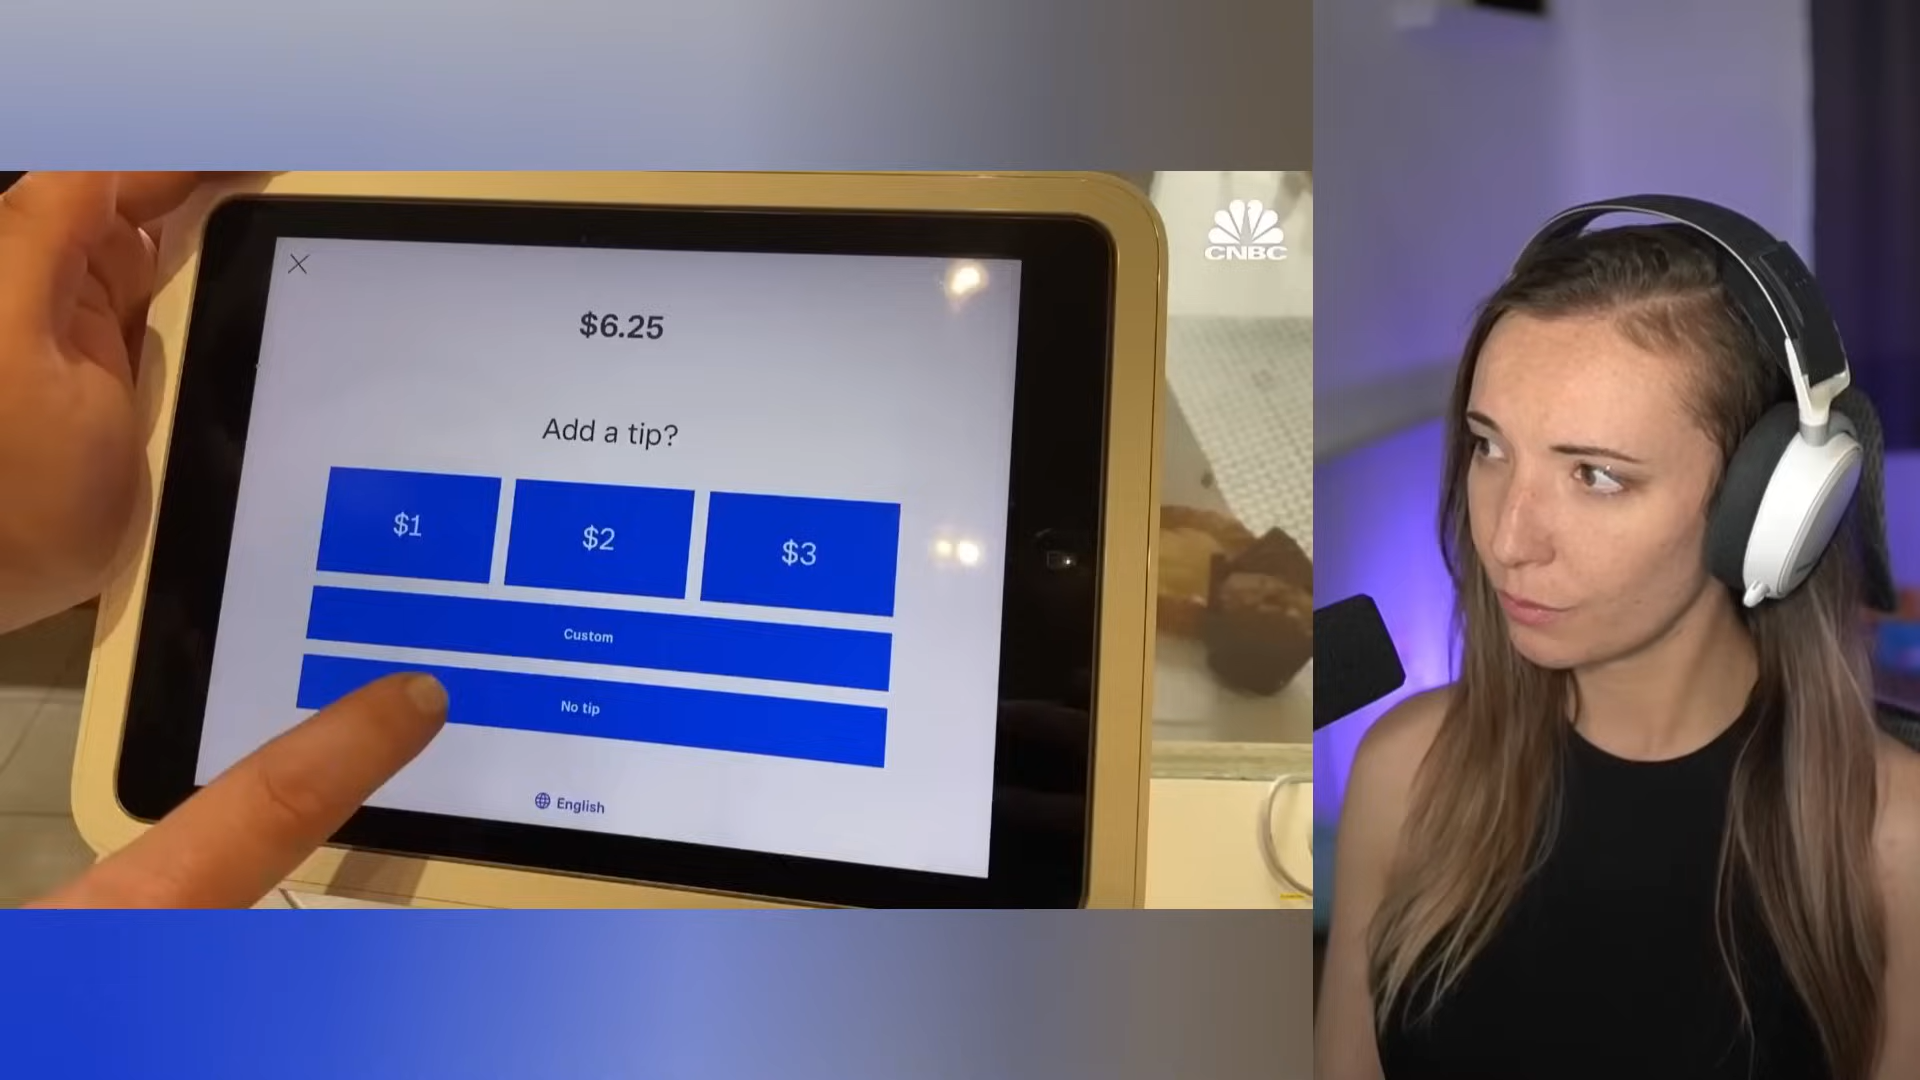 CNBC
$6.25
Add a tip?
$1
$2
$3
Custom
No tip
English